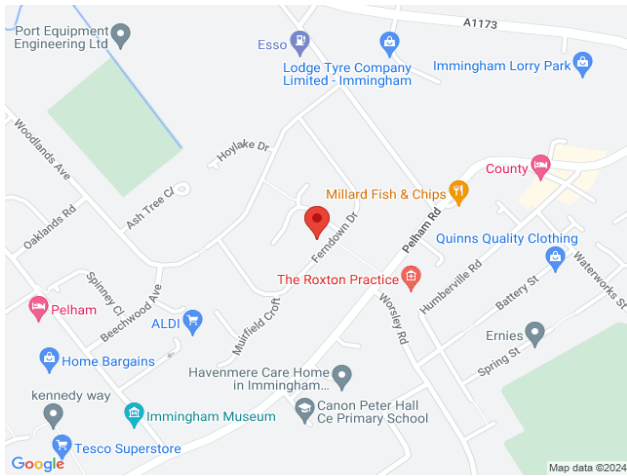 A1173
Port Equipment
Engineering Ltd
Esso
Lodge Tyre Company
Limited - Immingham
Immingham Lorry Park
Woodlands Ave
Hoylake Dr
County
Millard Fish & Chips
Ash Tree Cl
Oaklands Rd
Ferndown Dr
Pelham Rd
Quinns Quality Clothing
Humberville Rd
Waterworks St
Battery St
The Roxton Practice
Spinney Cl
Pelham
Beechwood Ave
Muirfield Croft
Worsley Rd
ALDI
Ernies
Spring St
Home Bargains
Havenmere Care Home
in Immingham...
kennedy way
Immingham Museum
Canon Peter Hall
Ce Primary School
Tesco Superstore
Google
Map data ©2024